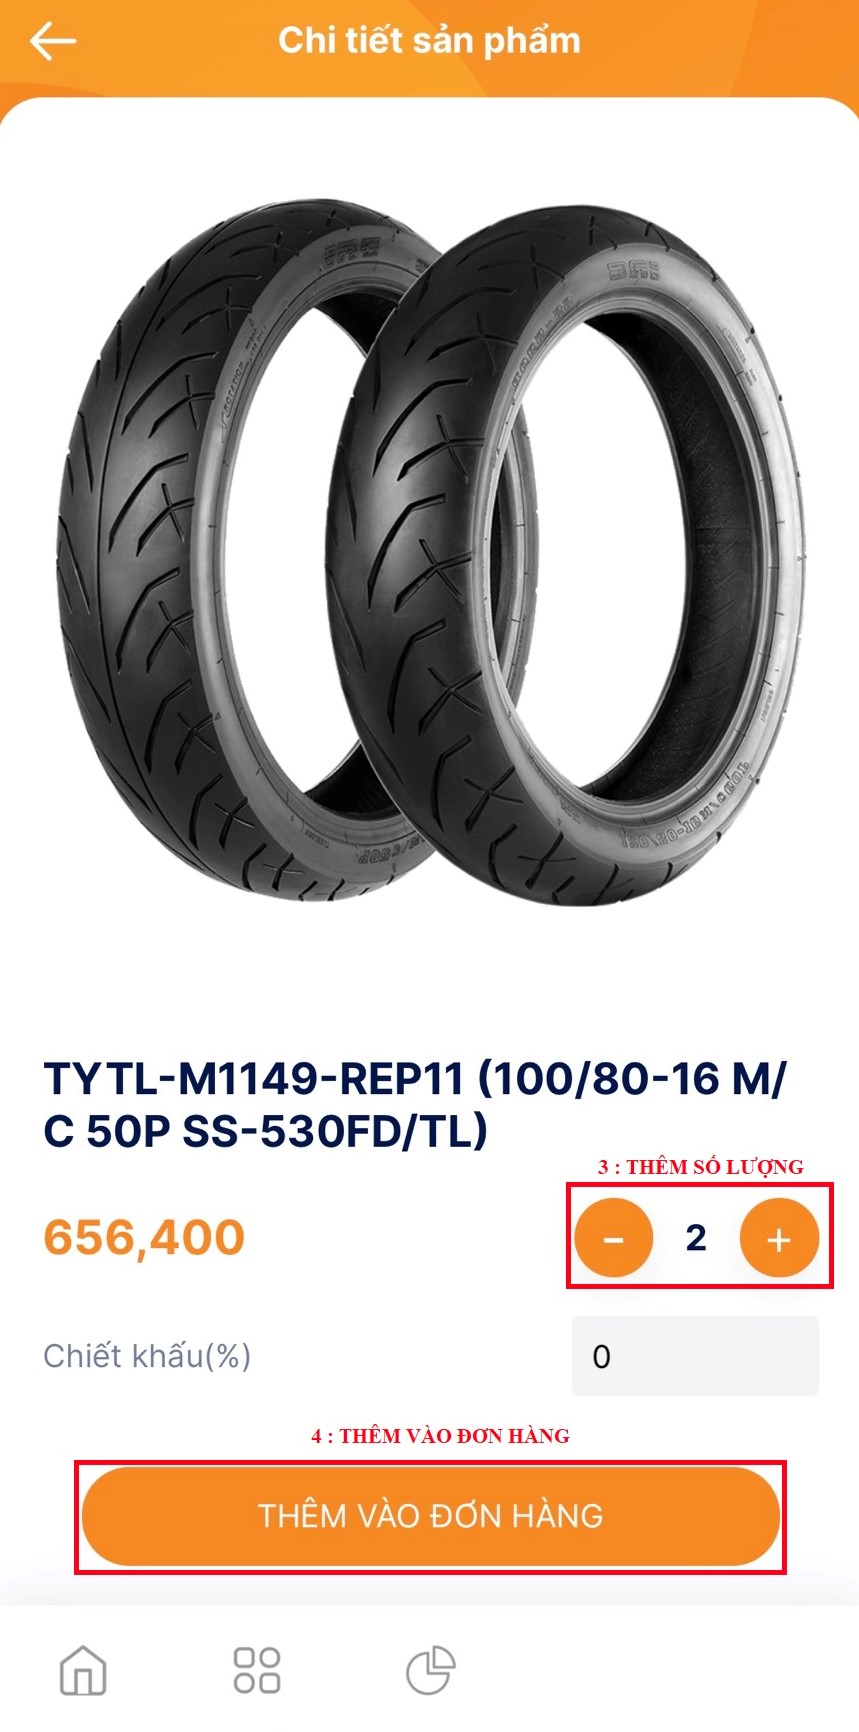 Chi tiết sản phẩm
TYTL-M1149-REP11 (100/80-16 M/
C 50P SS-530FD/TL)
3 : THÊM SỐ LƯỢNG
656,400
- 2 +
Chiết khấu(%)
0
4 : THÊM VÀO ĐƠN HÀNG
THÊM VÀO ĐƠN HÀNG